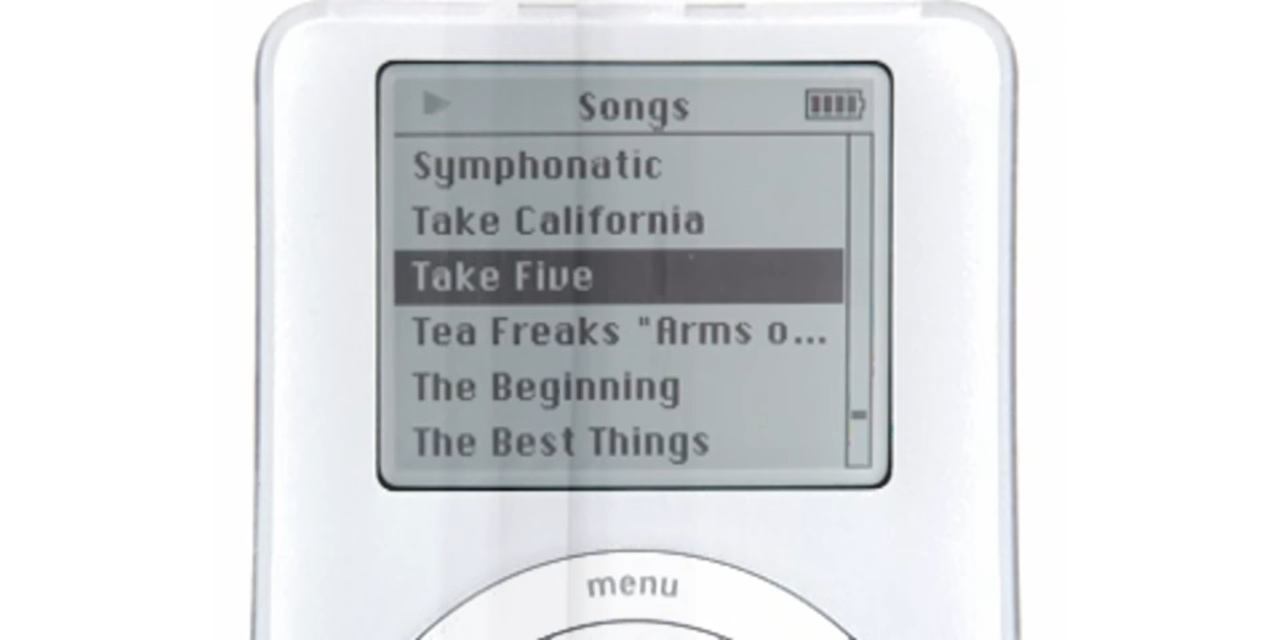 Songs
Symphonatic
Take California
Take Five
Tea Freaks "Arms o...
The Beginning
The Best Things
menu